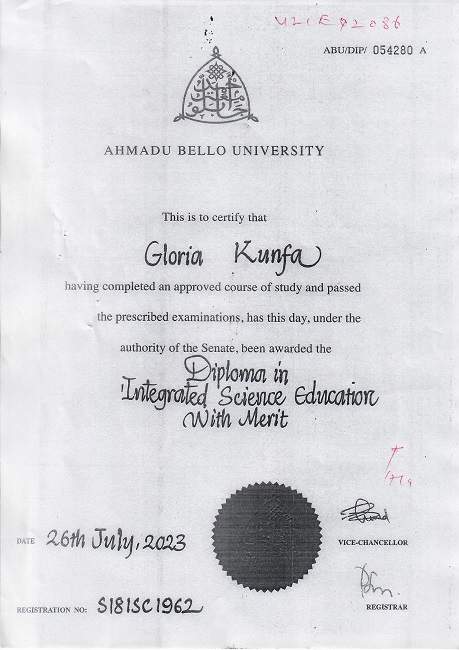 U21E02086
ABU/DIP/ 054280 A
AHMADU BELLO UNIVERSITY
This is to certify that
Gloria Kunfa
having completed an approved course of study and passed
the prescribed examinations, has this day, under the
authority of the Senate, been awarded the
Diploma in
Integrated Science Education
With Merit
DATE 26th July, 2023
VICE-CHANCELLOR
REGISTRATION NO: S18ISC1962
REGISTRAR